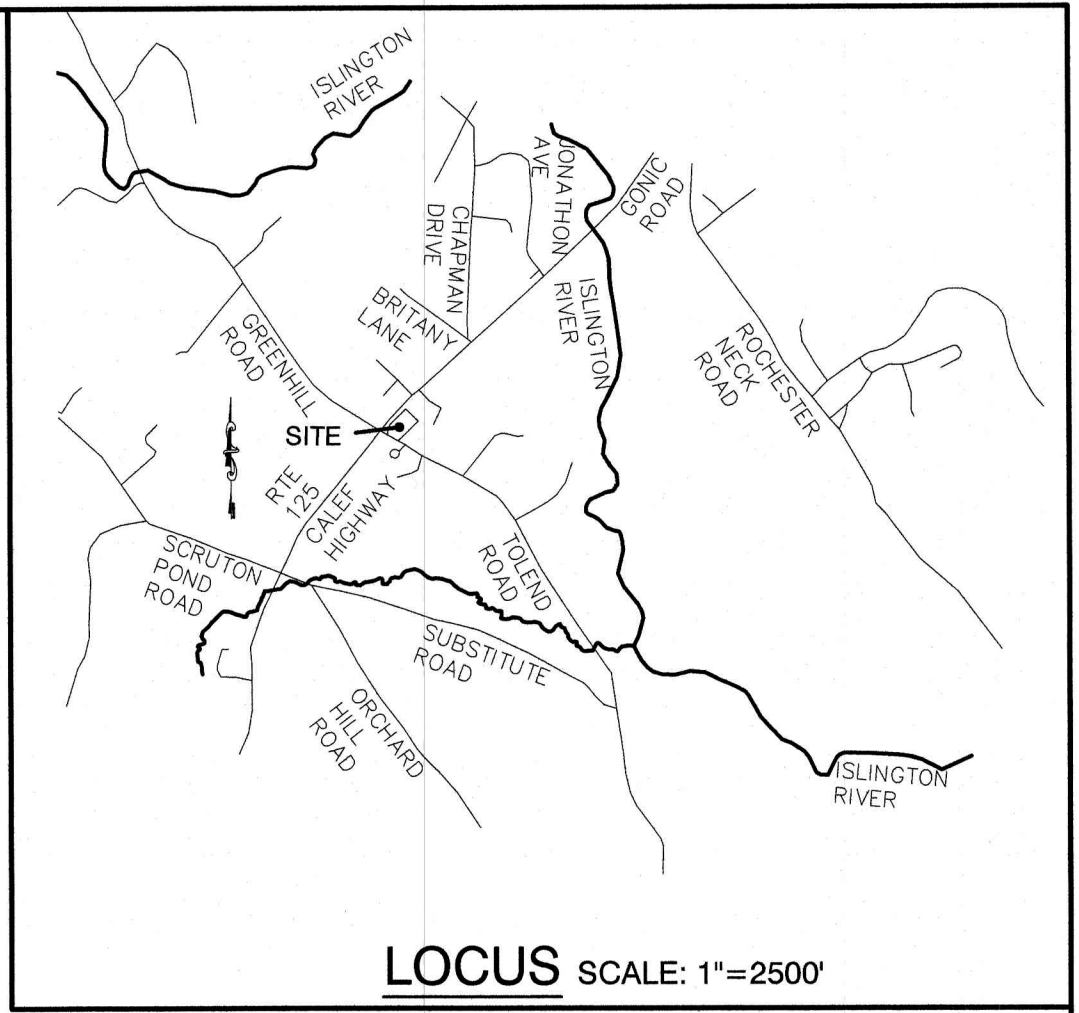 ISLINGTON
RIVER
JONATHON
AVE
GONIC
ROAD
CHAPMAN
DRIVE
BRITANY
LANE
ISLINGTON
RIVER
GREENHILL
ROAD
ROCHESTER
NECK
ROAD
SITE
RTE
125
CALEF
HIGHWAY
TOLEND
ROAD
SCRUTON
POND
ROAD
SUBSTITUTE
ROAD
ORCHARD
HILL
ROAD
ISLINGTON
RIVER
LOCUS SCALE: 1"=2500'